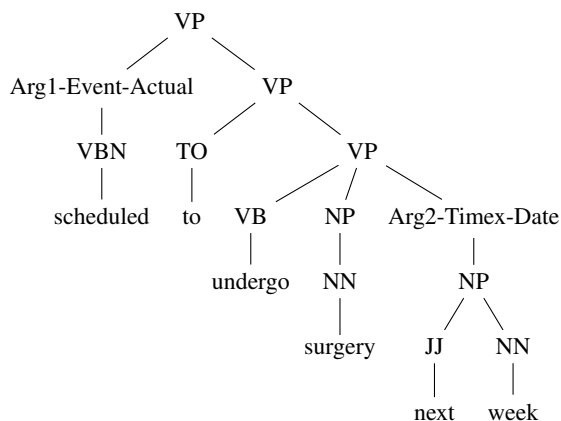 VP
Arg1-Event-Actual VP
VBN TO VP
scheduled to VB NP Arg2-Timex-Date
undergo NN NP
surgery JJ NN
next week